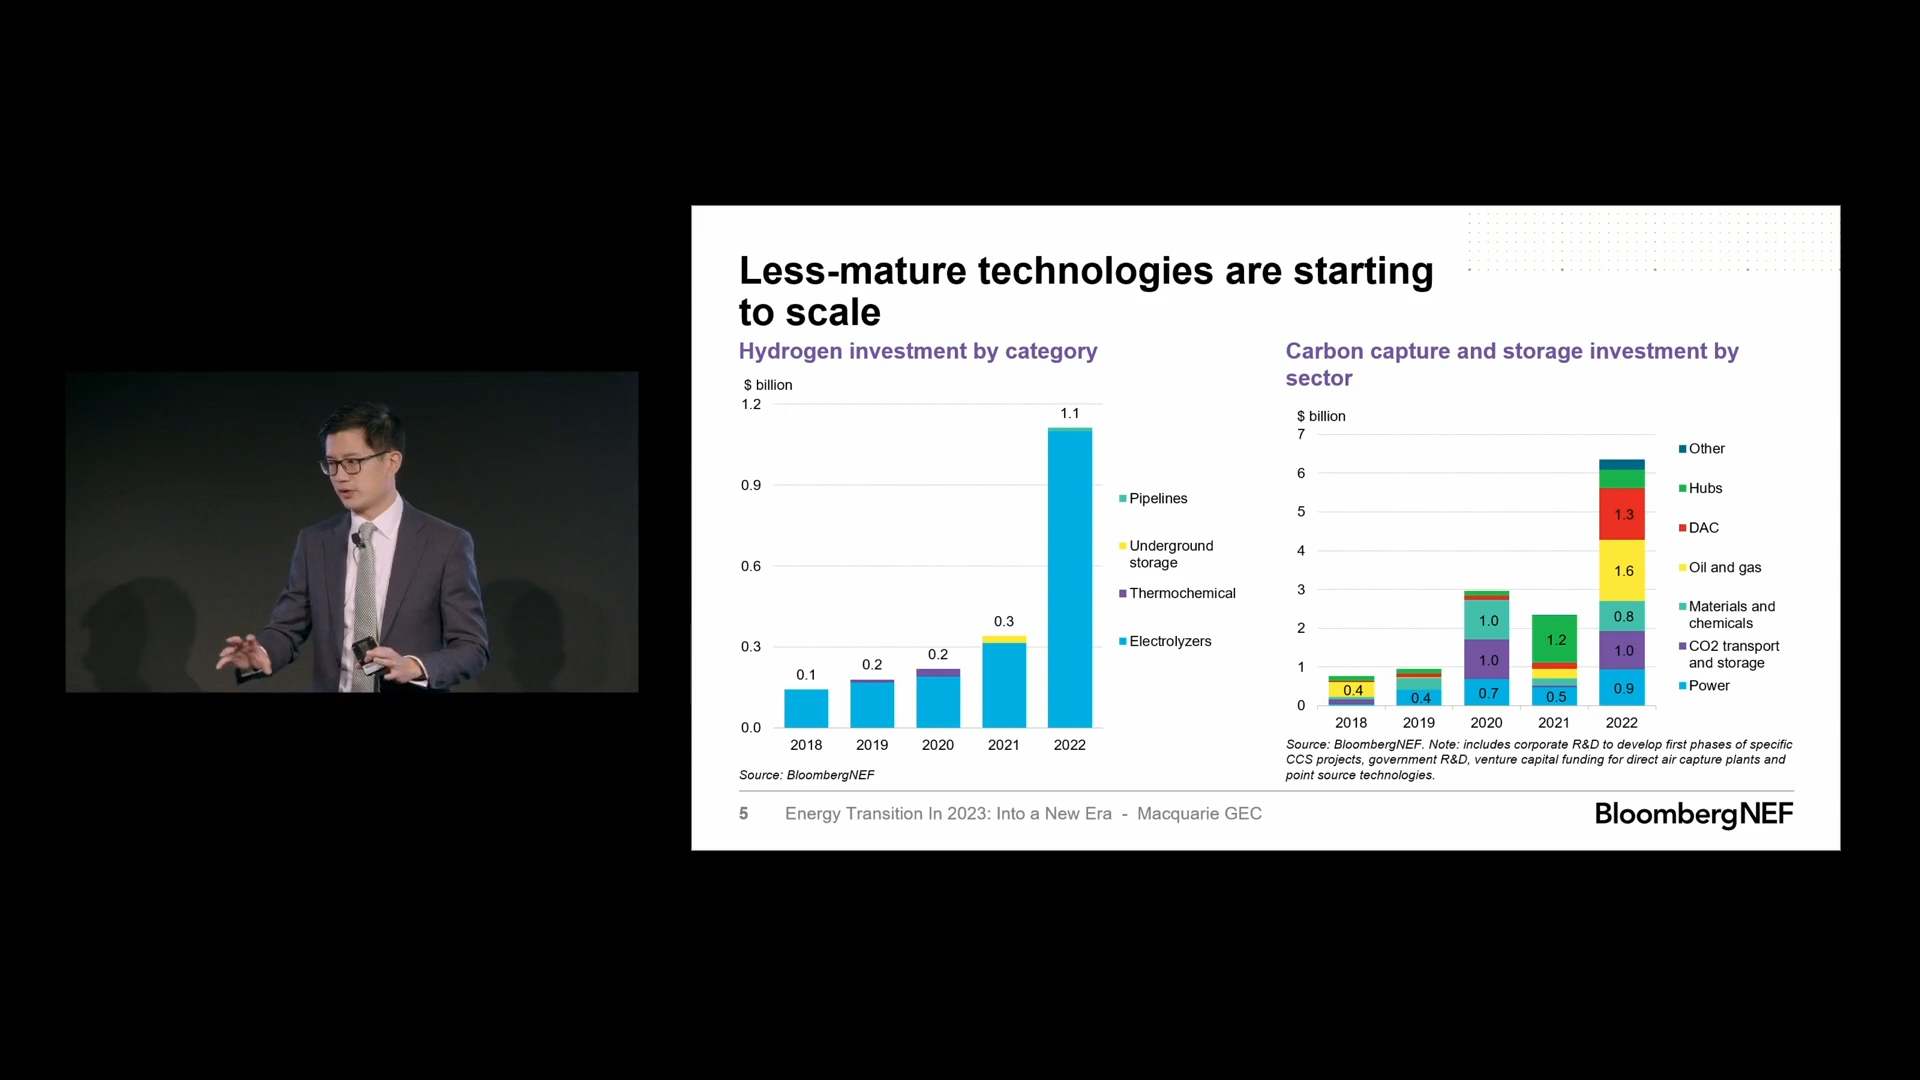 Less-mature technologies are starting
to scale
Hydrogen investment by category
$ billion
1.2
0.9
0.6
0.3
0.0
0.1
0.2
0.2
0.3
1.1
2018
2019
2020
2021
2022
Pipelines
Underground
storage
Thermochemical
Electrolyzers
Source: BloombergNEF
Carbon capture and storage investment by
sector
$ billion
7
6
5
4
3
2
1
0
0.4
0.4
1.0
1.0
0.7
1.2
0.5
1.3
1.6
0.8
1.0
0.9
2018
2019
2020
2021
2022
Other
Hubs
DAC
Oil and gas
Materials and
chemicals
CO2 transport
and storage
Power
Source: BloombergNEF. Note: includes corporate R&D to develop first phases of specific
CCS projects, government R&D, venture capital funding for direct air capture plants and
point source technologies.
5 Energy Transition In 2023: Into a New Era - Macquarie GEC
BloombergNEF